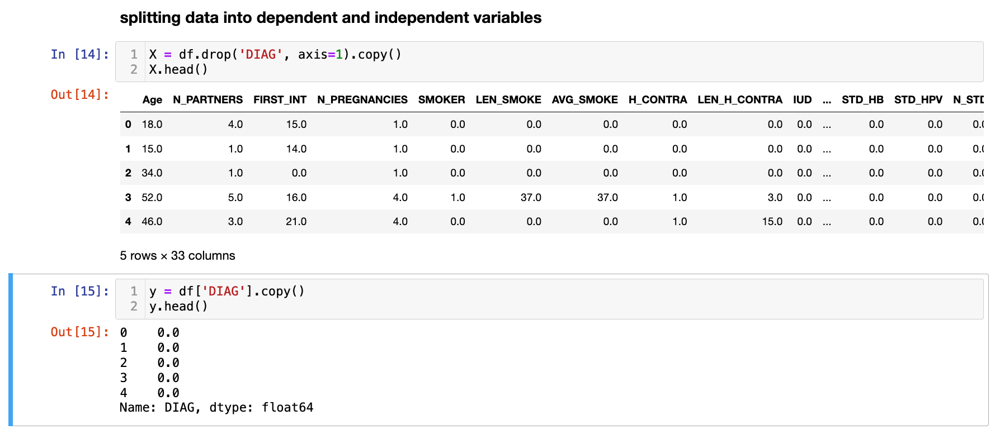 splitting data into dependent and independent variables
In [14]:
1 X = df.drop('DIAG', axis=1).copy()
2 X.head()
Out[14]:
Age N_PARTNERS FIRST_INT N_PREGNANCIES SMOKER LEN_SMOKE AVG_SMOKE H_CONTRA LEN_H_CONTRA IUD ... STD_HB STD_HPV N_STD
0 18.0 4.0 15.0 1.0 0.0 0.0 0.0 0.0 0.0 0.0 ... 0.0 0.0 0.0
1 15.0 1.0 14.0 1.0 0.0 0.0 0.0 0.0 0.0 0.0 ... 0.0 0.0 0.0
2 34.0 1.0 0.0 1.0 0.0 0.0 0.0 0.0 0.0 0.0 ... 0.0 0.0 0.0
3 52.0 5.0 16.0 4.0 1.0 37.0 37.0 1.0 3.0 0.0 ... 0.0 0.0 0.0
4 46.0 3.0 21.0 4.0 0.0 0.0 0.0 1.0 15.0 0.0 ... 0.0 0.0 0.0
5 rows × 33 columns
In [15]:
1 y = df['DIAG'].copy()
2 y.head()
Out[15]:
0 0.0
1 0.0
2 0.0
3 0.0
4 0.0
Name: DIAG, dtype: float64